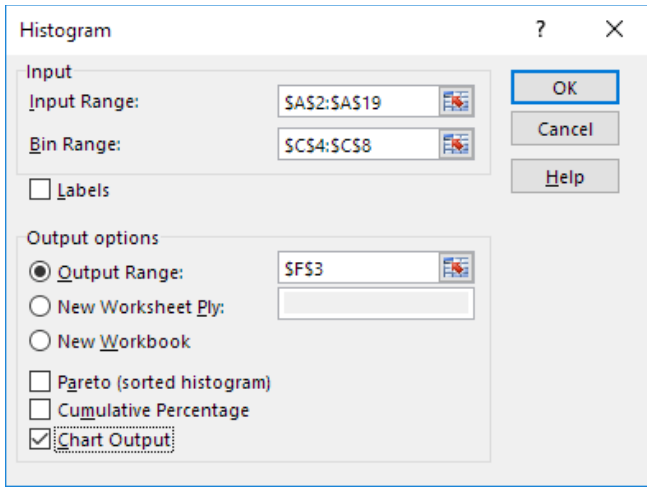 Histogram ? ×
Input
Input Range: $A$2:$A$19
OK
Bin Range: $C$4:$C$8
Cancel
Labels
Help
Output options
Output Range: $F$3
New Worksheet Ply:
New Workbook
Pareto (sorted histogram)
Cumulative Percentage
Chart Output